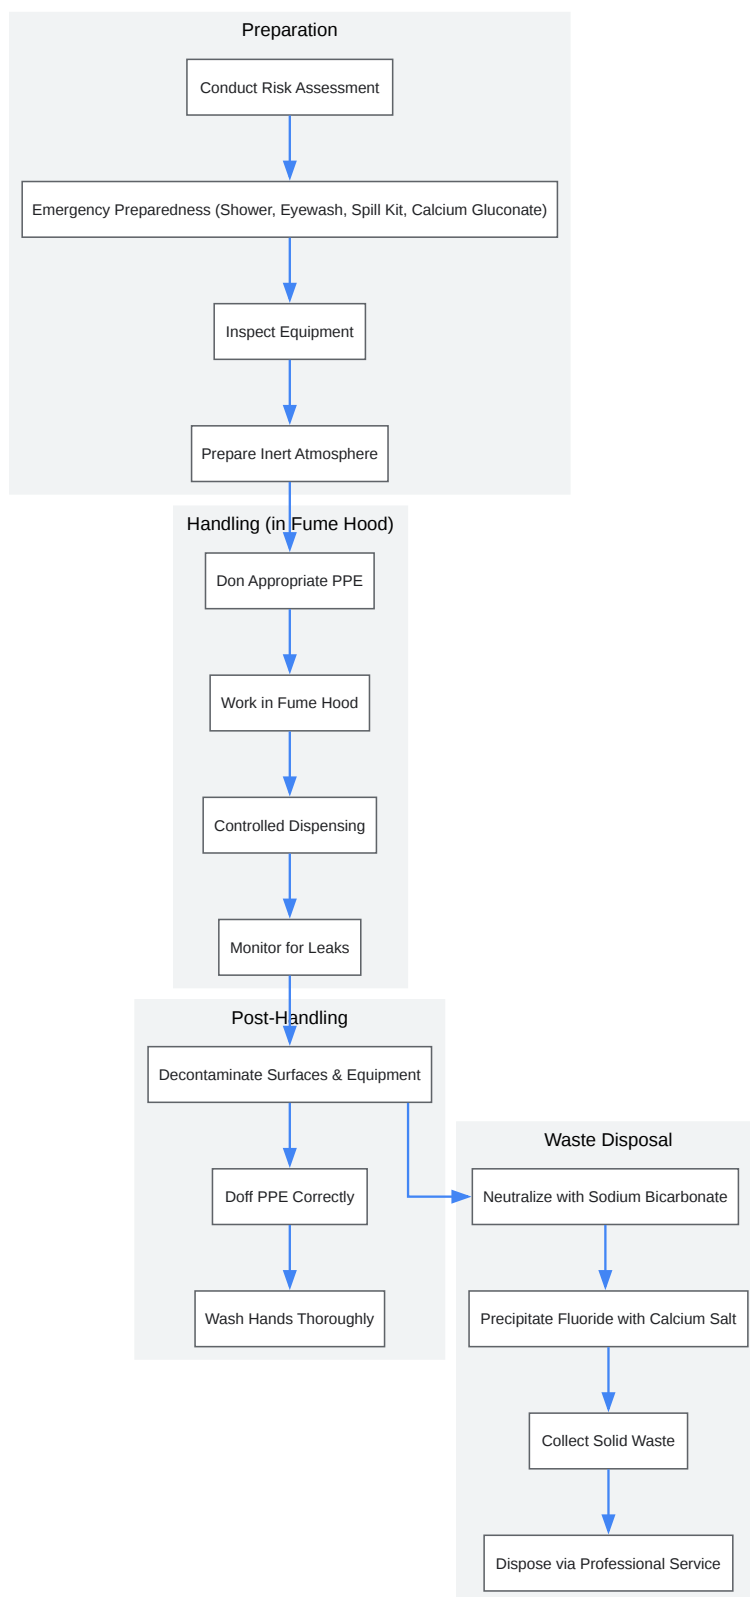 Preparation
Conduct Risk Assessment
Emergency Preparedness (Shower, Eyewash, Spill Kit, Calcium Gluconate)
Inspect Equipment
Prepare Inert Atmosphere
Handling (in Fume Hood)
Don Appropriate PPE
Work in Fume Hood
Controlled Dispensing
Monitor for Leaks
Post-Handling
Decontaminate Surfaces & Equipment
Doff PPE Correctly
Wash Hands Thoroughly
Waste Disposal
Neutralize with Sodium Bicarbonate
Precipitate Fluoride with Calcium Salt
Collect Solid Waste
Dispose via Professional Service